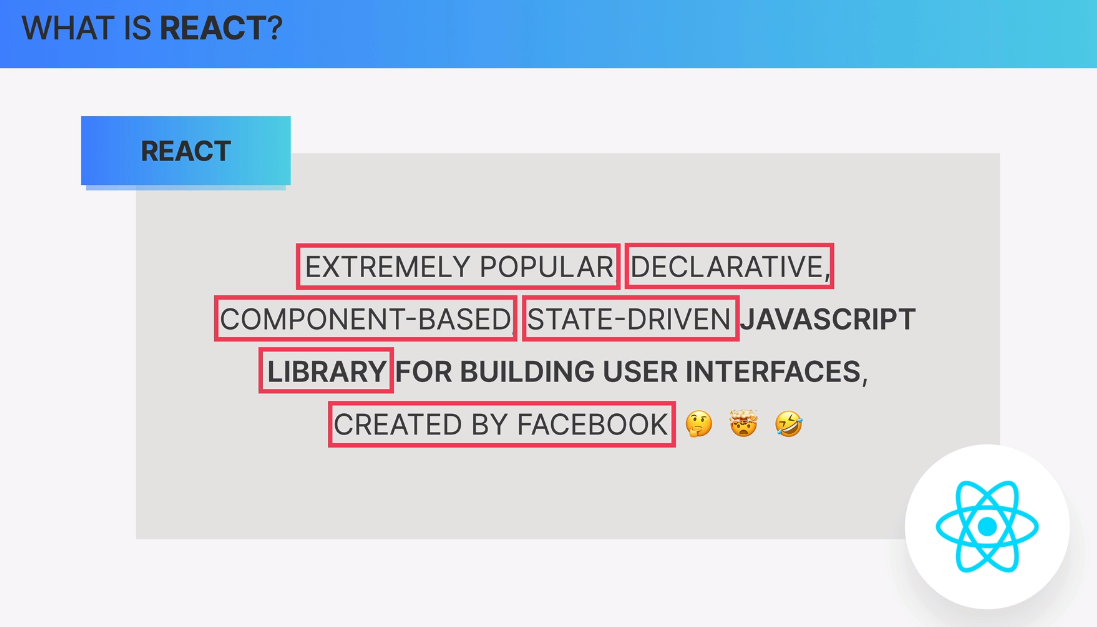 WHAT IS REACT?
REACT
EXTREMELY POPULAR DECLARATIVE,
COMPONENT-BASED, STATE-DRIVEN JAVASCRIPT
LIBRARY FOR BUILDING USER INTERFACES,
CREATED BY FACEBOOK 🤔 🤯 🤣